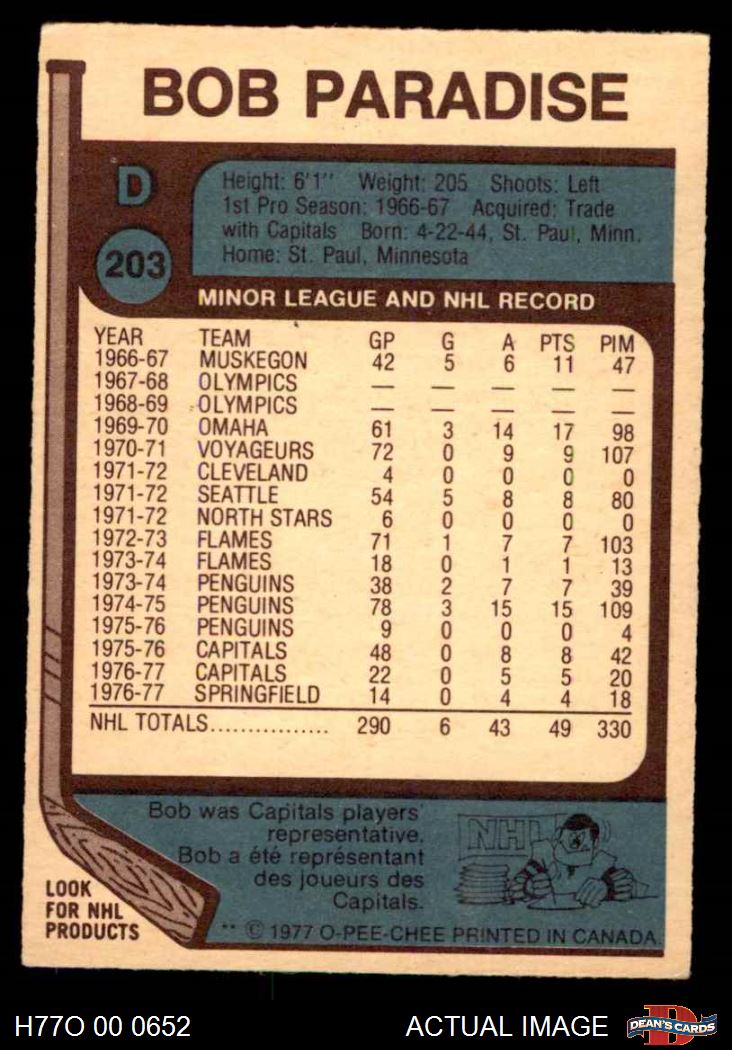 BOB PARADISE
D
203
Height: 6'1" Weight: 205 Shoots: Left
1st Pro Season: 1966-67 Acquired: Trade
with Capitals Born: 4-22-44, St. Paul, Minn.
Home: St. Paul, Minnesota
MINOR LEAGUE AND NHL RECORD
YEAR TEAM GP G A PTS PIM
1966-67 MUSKEGON 42 5 6 11 47
1967-68 OLYMPICS — — — — —
1968-69 OLYMPICS — — — — —
1969-70 OMAHA 61 3 14 17 98
1970-71 VOYAGEURS 72 0 9 9 107
1971-72 CLEVELAND 4 0 0 0 0
1971-72 SEATTLE 54 5 8 8 80
1971-72 NORTH STARS 6 0 0 0 0
1972-73 FLAMES 71 1 7 7 103
1973-74 FLAMES 18 0 1 1 13
1973-74 PENGUINS 38 2 7 7 39
1974-75 PENGUINS 78 3 15 15 109
1975-76 PENGUINS 9 0 0 0 4
1975-76 CAPITALS 48 0 8 8 42
1976-77 CAPITALS 22 0 5 5 20
1976-77 SPRINGFIELD 14 0 4 4 18
NHL TOTALS................ 290 6 43 49 330
Bob was Capitals players'
representative.
Bob a été représentant
des joueurs des
Capitals.
NHL
LOOK
FOR NHL
PRODUCTS
** © 1977 O-PEE-CHEE PRINTED IN CANADA.
H77O 00 0652
ACTUAL IMAGE
D
DEAN'S CARDS